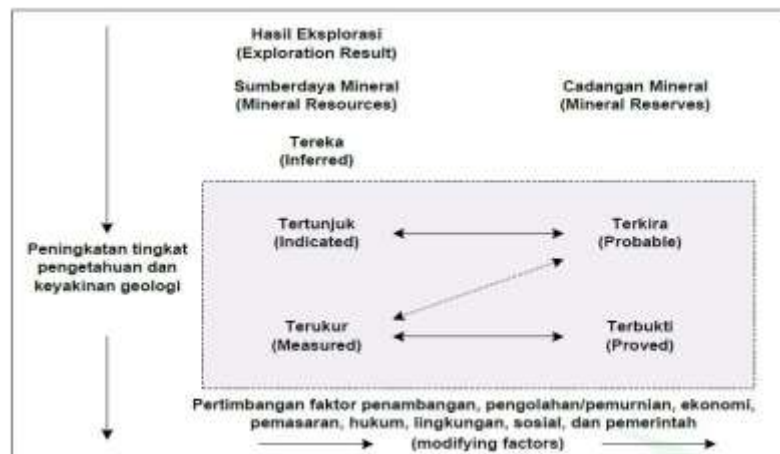 Hasil Eksplorasi
(Exploration Result)
Sumberdaya Mineral
(Mineral Resources)
Cadangan Mineral
(Mineral Reserves)
Tereka
(Inferred)
Tertunjuk
(Indicated)
Terkira
(Probable)
Peningkatan tingkat
pengetahuan dan
keyakinan geologi
Terukur
(Measured)
Terbukti
(Proved)
Pertimbangan faktor penambangan, pengolahan/pemurnian, ekonomi,
pemasaran, hukum, lingkungan, sosial, dan pemerintah
(modifying factors)